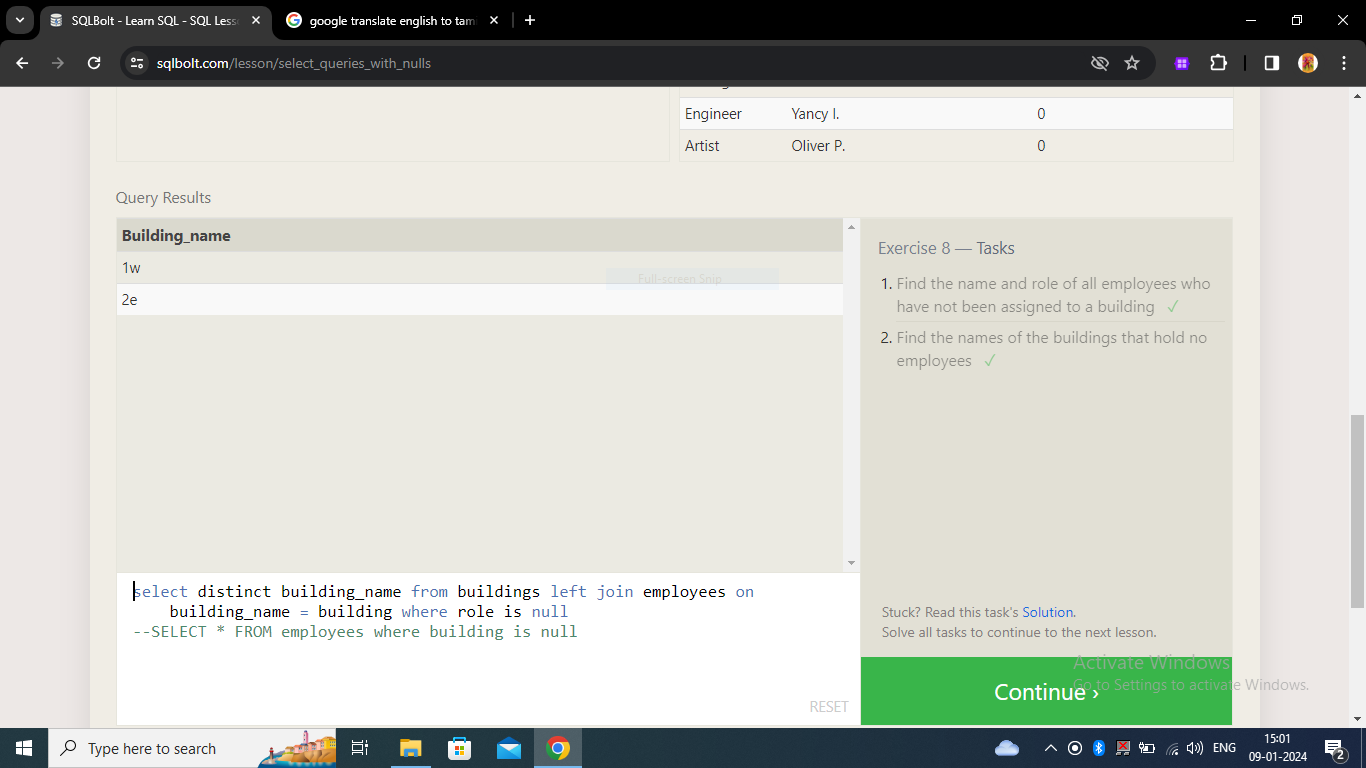 SQLBolt - Learn SQL - SQL Less
google translate english to tami
sqlbolt.com/lesson/select_queries_with_nulls
Engineer Yancy I. 0
Artist Oliver P. 0
Query Results
Building_name
1w
2e
Full-screen Snip
Exercise 8 — Tasks
1. Find the name and role of all employees who
have not been assigned to a building ✓
2. Find the names of the buildings that hold no
employees ✓
select distinct building_name from buildings left join employees on
building_name = building where role is null
--SELECT * FROM employees where building is null
RESET
Stuck? Read this task's Solution.
Solve all tasks to continue to the next lesson.
Continue ›
Activate Windows
Go to Settings to activate Windows.
Type here to search
ENG
15:01
09-01-2024
2